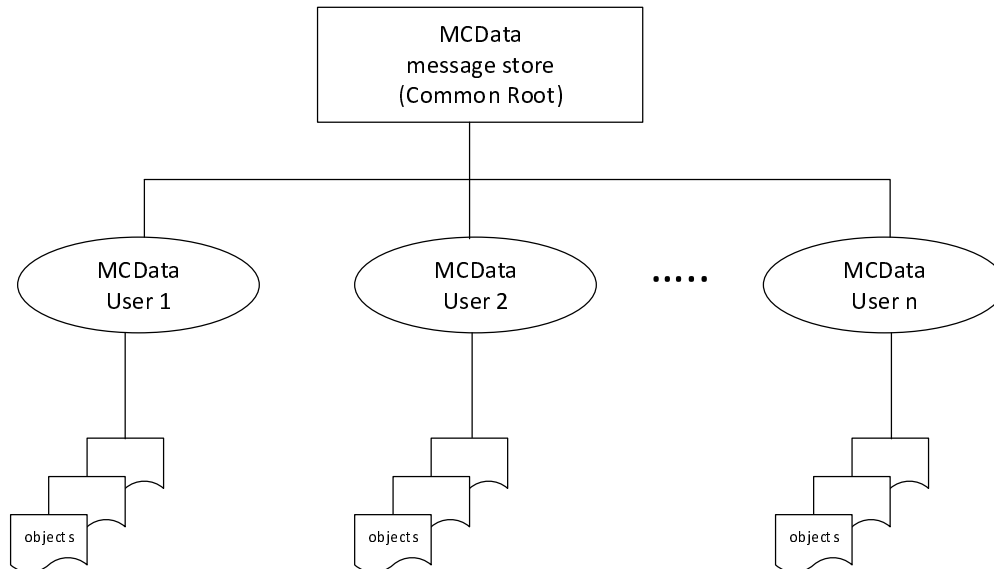 MCData
message store
(Common Root)
MCData
User 1
MCData
User 2
.....
MCData
User n
objects
objects
objects